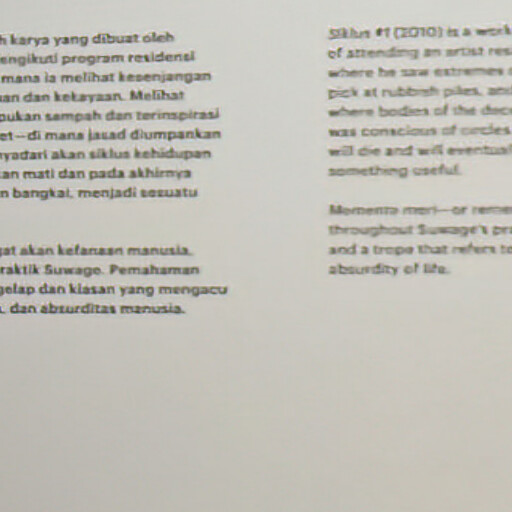 h karya yang dibuat oleh
engikuti program residensi
mana ia melihat kesenjangan
an dan kekayaan. Melihat
pukan sampah dan terinspirasi
et—di mana jasad diumpankan
nyadari akan siklus kehidupan
an mati dan pada akhirnya
n bangkai, menjadi sesuatu
gat akan kefanaan manusia,
raktik Suwage. Pemahaman
gelap dan kiasan yang mengacu
, dan absurditas manusia.
Siklus #1 (2010) is a work
of attending an artist res
where he saw extremes
pick at rubbish piles, and
where bodies of the dece
was conscious of circles
will die and will eventual
something useful.
Memento mori—or reme
throughout Suwage's pra
and a trope that refers to
absurdity of life.